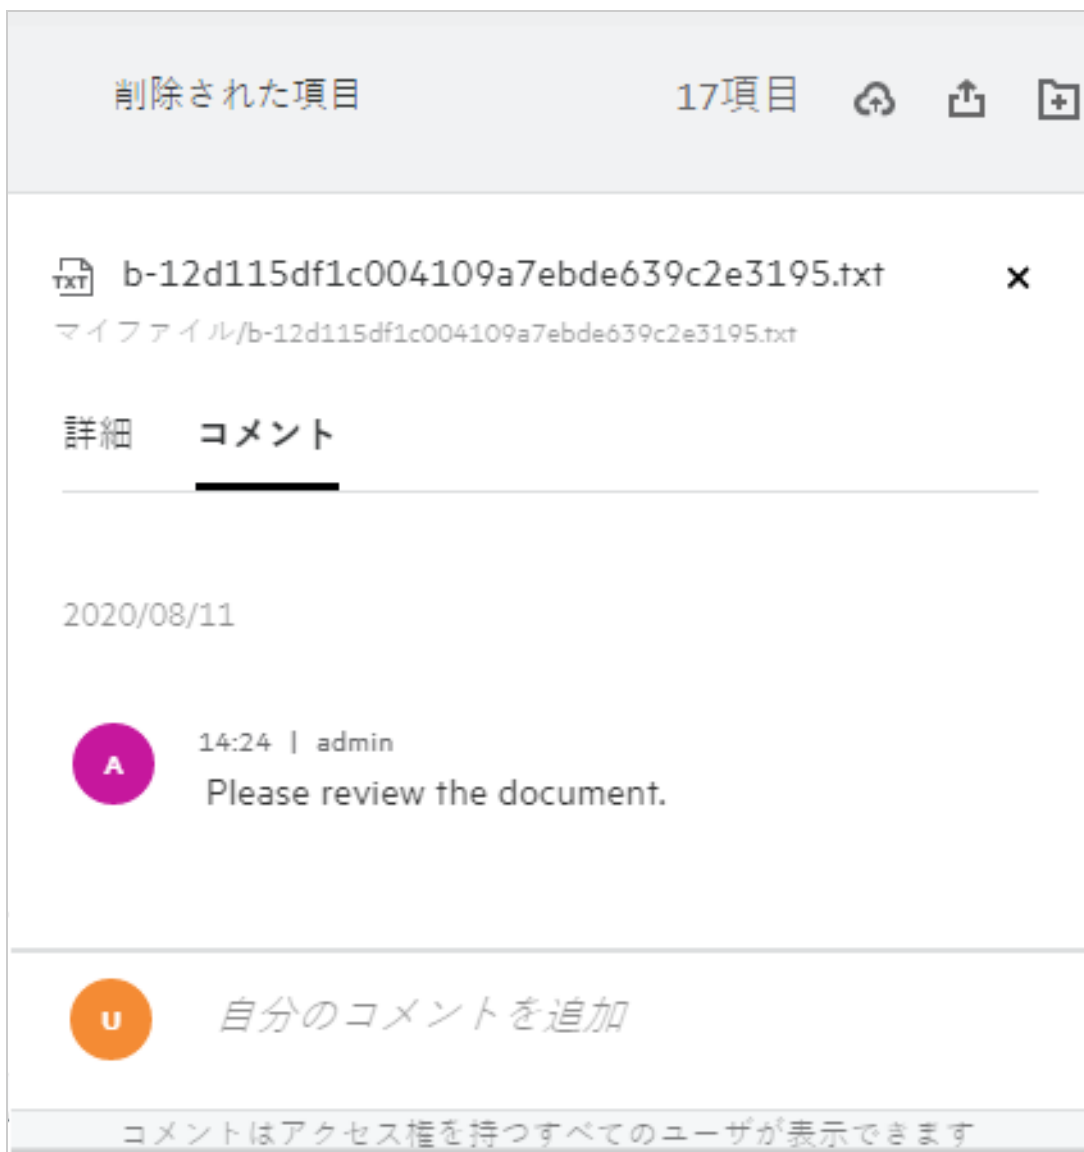 削除された項目 17項目
TXT b-12d115df1c004109a7ebde639c2e3195.txt
マイファイル/b-12d115df1c004109a7ebde639c2e3195.txt
詳細 コメント
2020/08/11
14:24 | admin
A
Please review the document.
U 自分のコメントを追加
コメントはアクセス権を持つすべてのユーザが表示できます